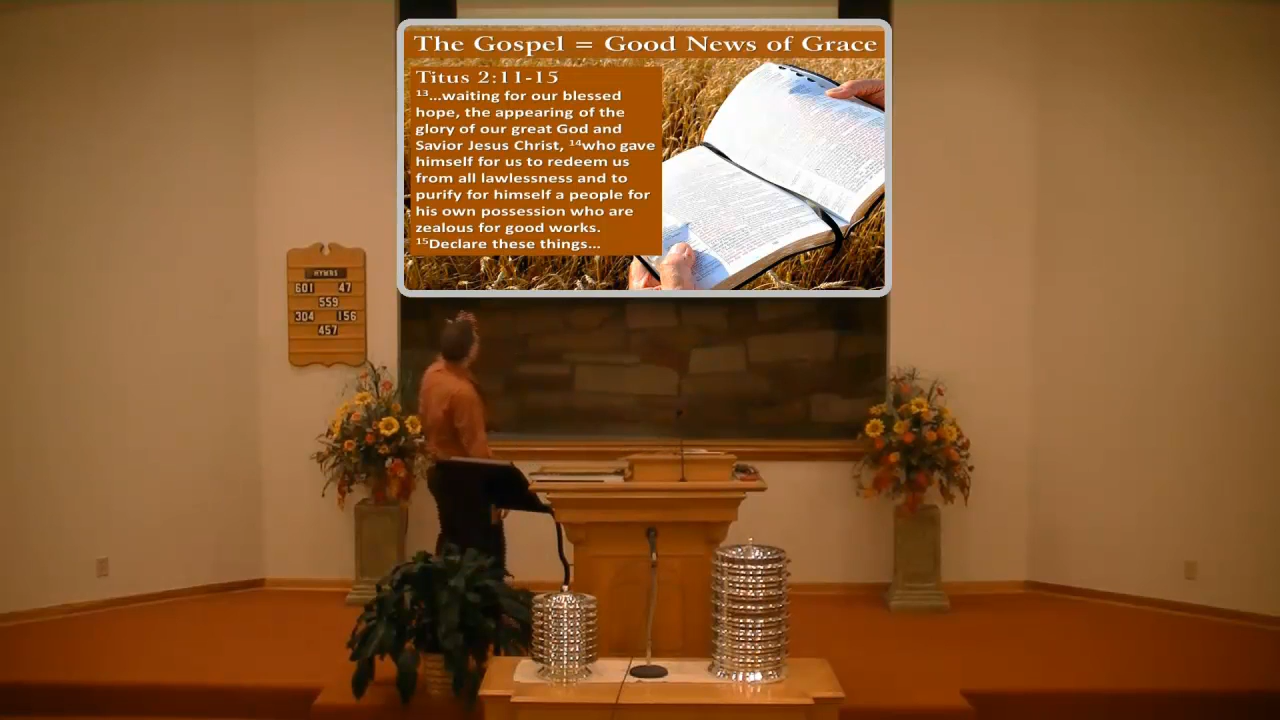 The Gospel = Good News of Grace
Titus 2:11-15
¹³...waiting for our blessed
hope, the appearing of the
glory of our great God and
Savior Jesus Christ, ¹⁴who gave
himself for us to redeem us
from all lawlessness and to
purify for himself a people for
his own possession who are
zealous for good works.
¹⁵Declare these things...
HYMNS
601 47
559
304 156
457